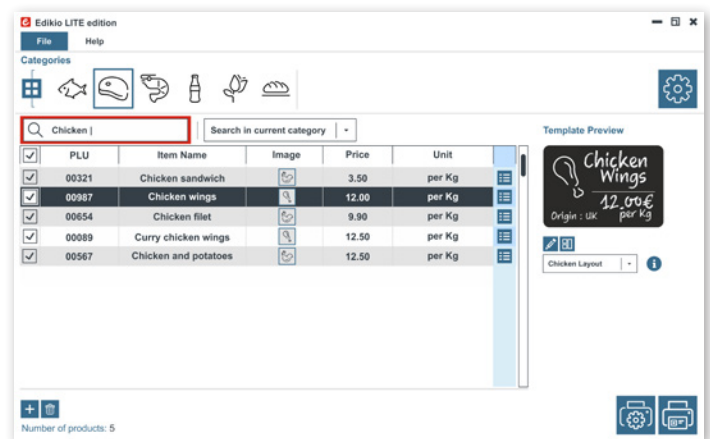 Edikio LITE edition
File Help
Categories
Chicken | Search in current category
Template Preview
PLU Item Name Image Price Unit
00321 Chicken sandwich 3.50 per Kg
00987 Chicken wings 12.00 per Kg
00654 Chicken filet 9.90 per Kg
00089 Curry chicken wings 12.50 per Kg
00567 Chicken and potatoes 12.50 per Kg
Chicken
Wings
12.00€
Origin : UK per Kg
Chicken Layout
Number of products: 5